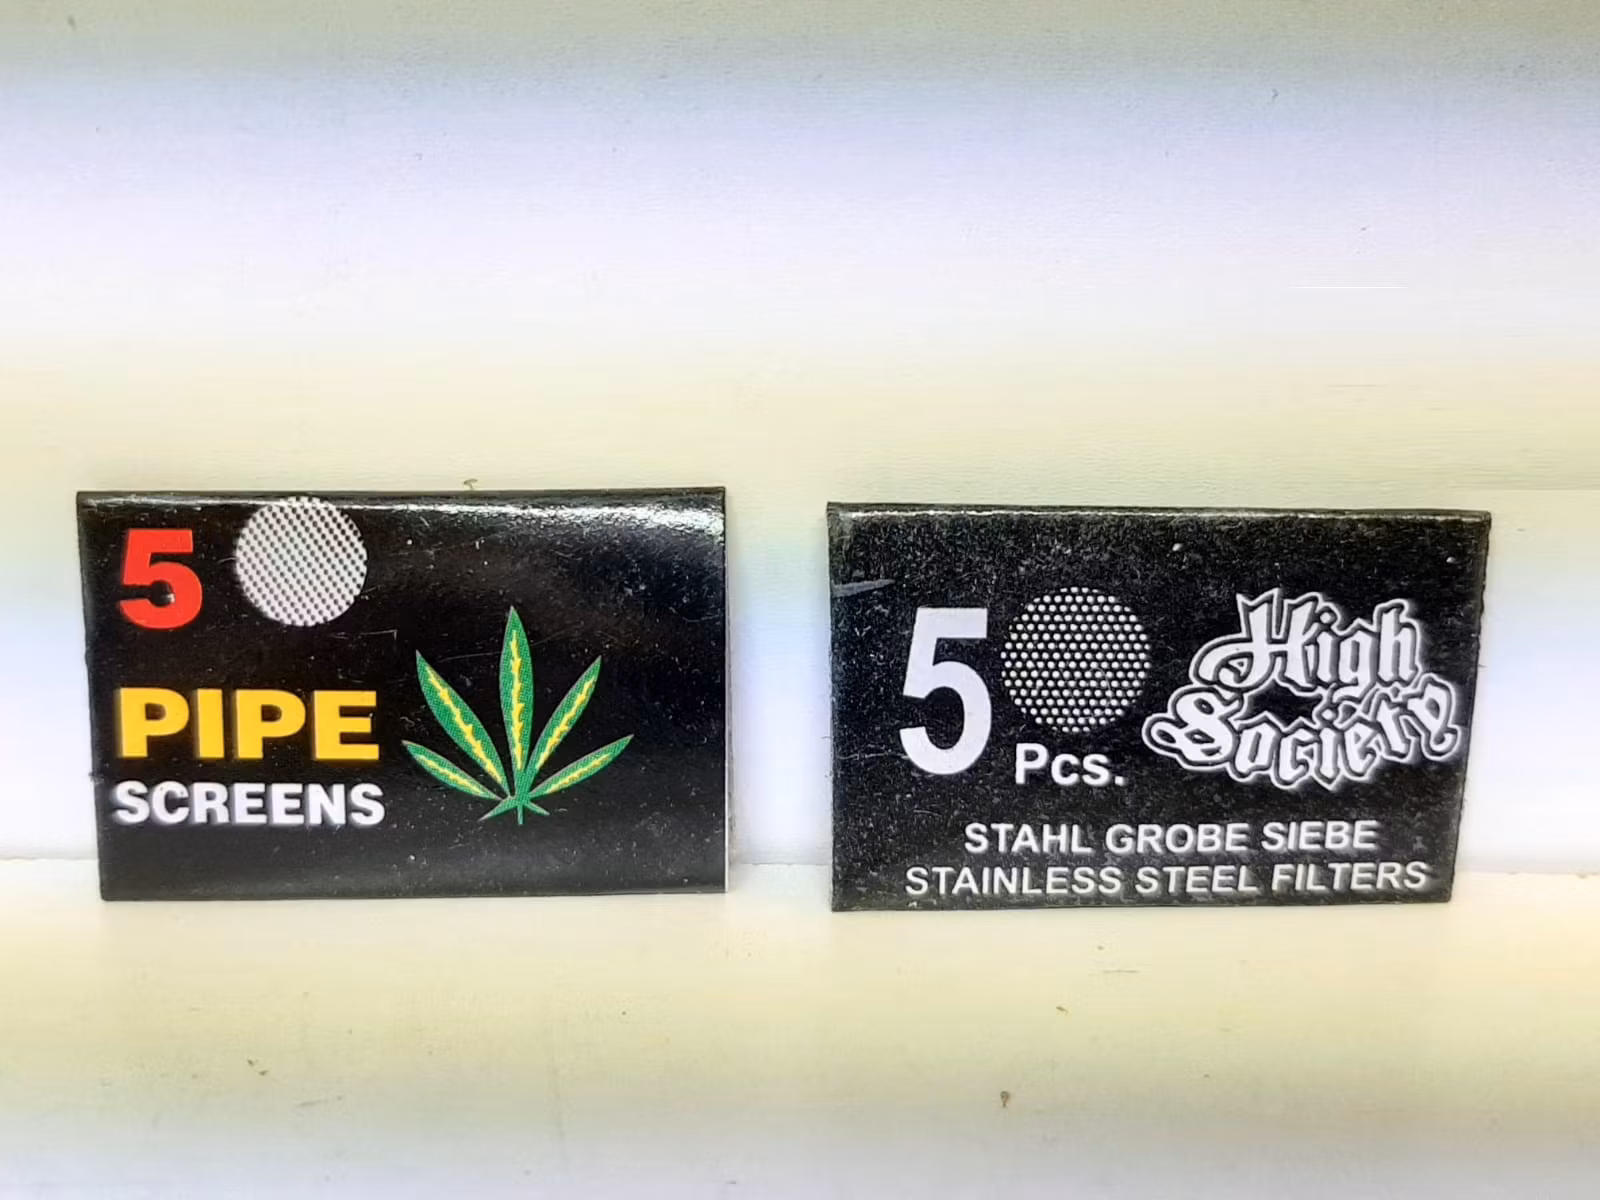 5
PIPE
SCREENS
5
Pcs.
High
Society
STAHL GROBE SIEBE
STAINLESS STEEL FILTERS